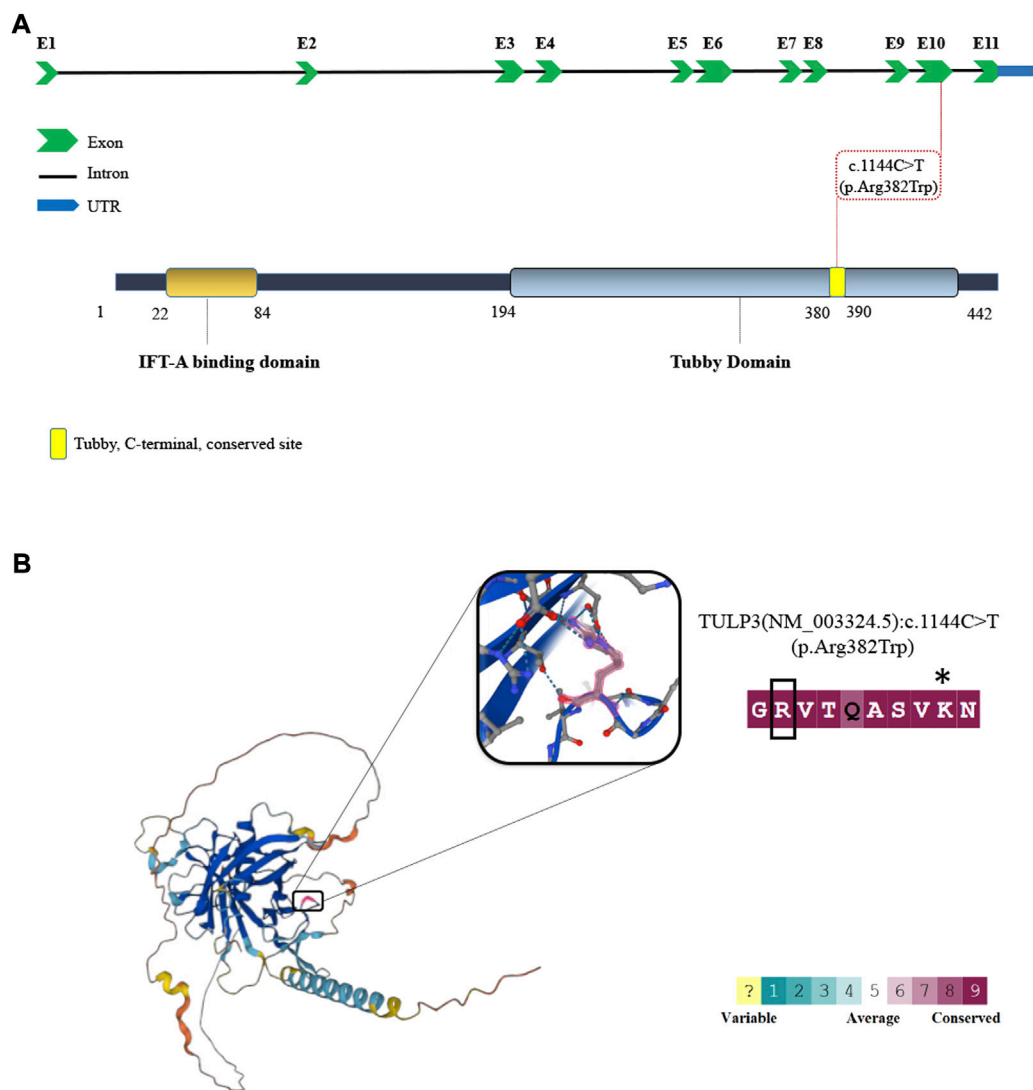 A
E1 E2 E3 E4 E5 E6 E7 E8 E9 E10 E11
Exon
Intron
UTR
c.1144C>T
(p.Arg382Trp)
1 22 84 194 380 390 442
IFT-A binding domain
Tubby Domain
Tubby, C-terminal, conserved site
B
TULP3(NM_003324.5):c.1144C>T
(p.Arg382Trp)
*
G R V T Q A S V K N
? 1 2 3 4 5 6 7 8 9
Variable Average Conserved